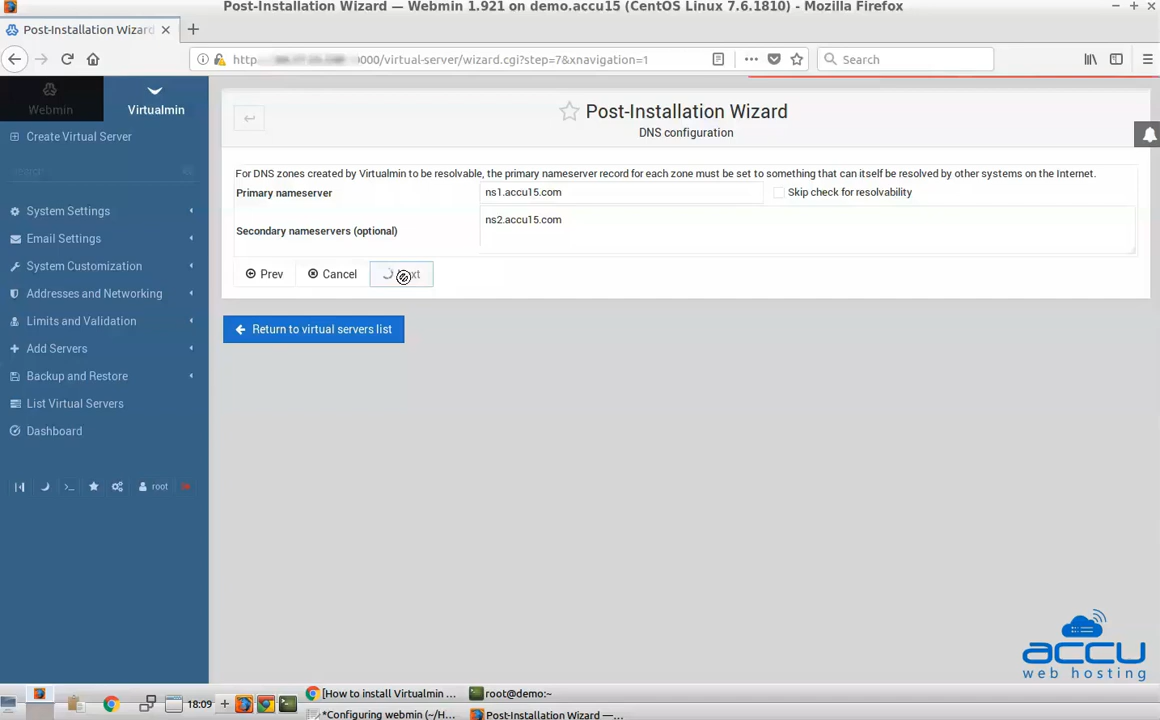 Post-Installation Wizard — Webmin 1.921 on demo.accu15 (CentOS Linux 7.6.1810) - Mozilla Firefox
Post-Installation Wizard
http
:0000/virtual-server/wizard.cgi?step=7&xnavigation=1
Search
Webmin
Virtualmin
Create Virtual Server
Search
System Settings
Email Settings
System Customization
Addresses and Networking
Limits and Validation
Add Servers
Backup and Restore
List Virtual Servers
Dashboard
root
Post-Installation Wizard
DNS configuration
For DNS zones created by Virtualmin to be resolvable, the primary nameserver record for each zone must be set to something that can itself be resolved by other systems on the Internet.
Primary nameserver
ns1.accu15.com
Skip check for resolvability
Secondary nameservers (optional)
ns2.accu15.com
Prev
Cancel
Return to virtual servers list
accu
web hosting
18:09
[How to install Virtualmin ...
root@demo:~
*Configuring webmin (~/H...
Post-Installation Wizard —...